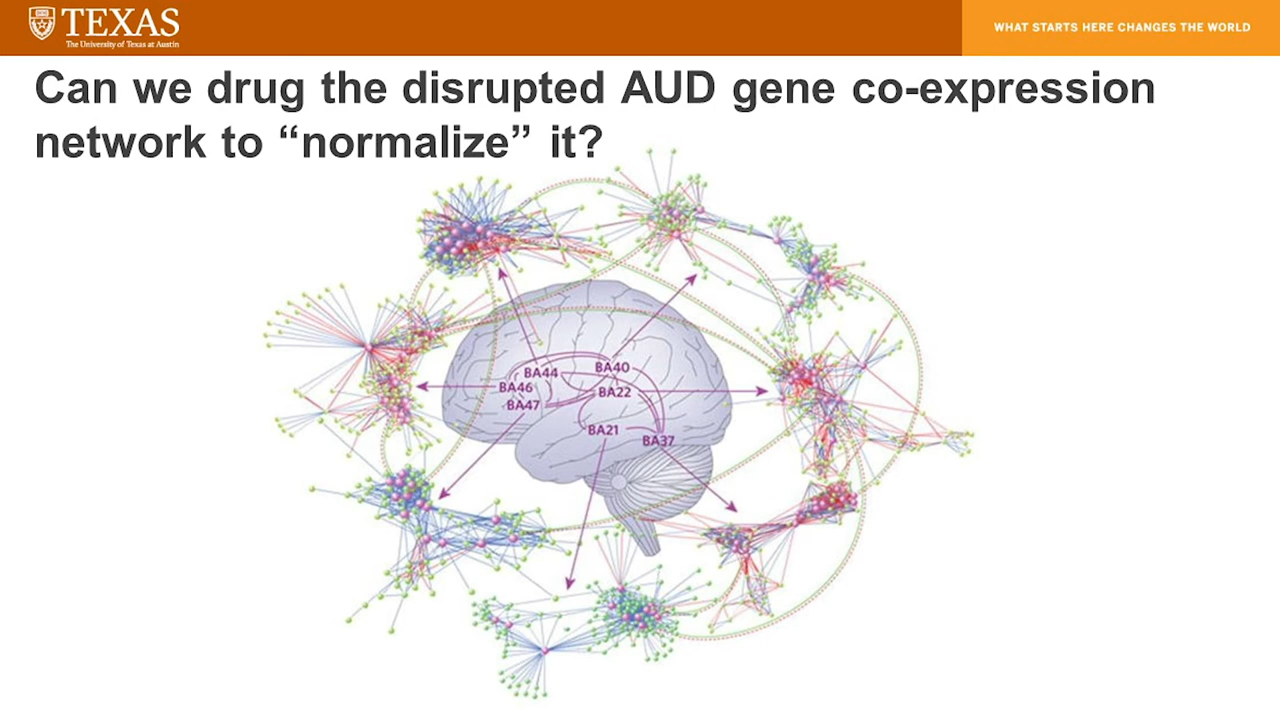 TEXAS
The University of Texas at Austin
WHAT STARTS HERE CHANGES THE WORLD
Can we drug the disrupted AUD gene co-expression
network to “normalize” it?
BA44
BA40
BA46
BA22
BA47
BA21
BA37